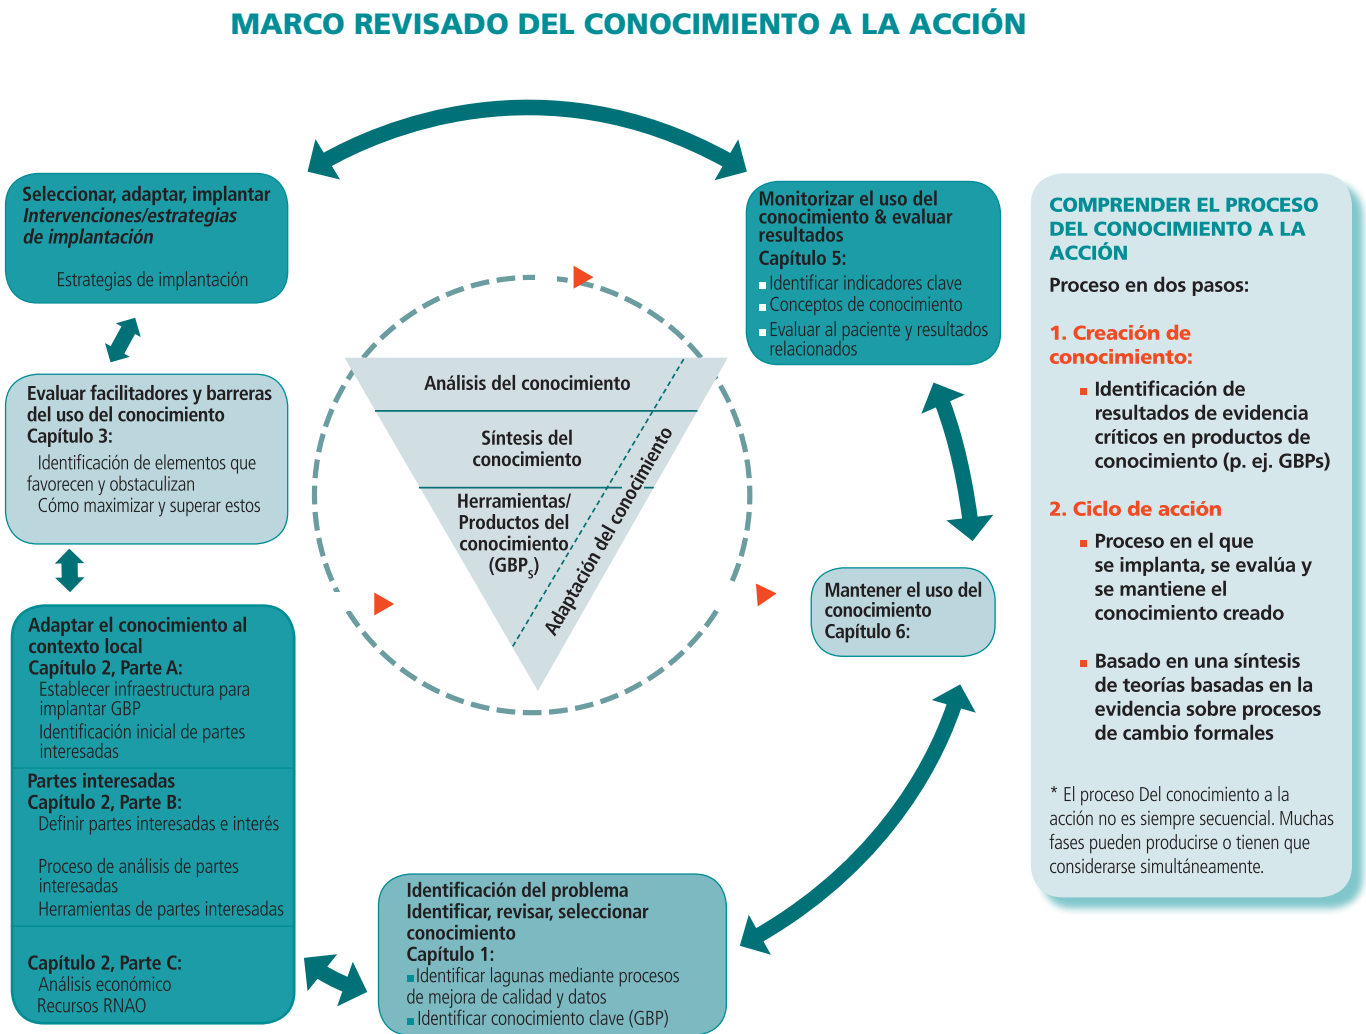 MARCO REVISADO DEL CONOCIMIENTO A LA ACCIÓN
Seleccionar, adaptar, implantar
Intervenciones/estrategias
de implantación
Estrategias de implantación
Monitorizar el uso del
conocimiento & evaluar
resultados
Capítulo 5:
Identificar indicadores clave
Conceptos de conocimiento
Evaluar al paciente y resultados
relacionados
Evaluar facilitadores y barreras
del uso del conocimiento
Capítulo 3:
Identificación de elementos que
favorecen y obstaculizan
Cómo maximizar y superar estos
Análisis del conocimiento
Síntesis del
conocimiento
Herramientas/
Productos del
conocimiento
(GBPs)
Adaptación del conocimiento
Mantener el uso del
conocimiento
Capítulo 6:
Adaptar el conocimiento al
contexto local
Capítulo 2, Parte A:
Establecer infraestructura para
implantar GBP
Identificación inicial de partes
interesadas
Partes interesadas
Capítulo 2, Parte B:
Definir partes interesadas e interés
Proceso de análisis de partes
interesadas
Herramientas de partes interesadas
Capítulo 2, Parte C:
Análisis económico
Recursos RNAO
Identificación del problema
Identificar, revisar, seleccionar
conocimiento
Capítulo 1:
Identificar lagunas mediante procesos
de mejora de calidad y datos
Identificar conocimiento clave (GBP)
COMPRENDER EL PROCESO
DEL CONOCIMIENTO A LA
ACCIÓN
Proceso en dos pasos:
1. Creación de
conocimiento:
Identificación de
resultados de evidencia
críticos en productos de
conocimiento (p. ej. GBPs)
2. Ciclo de acción
Proceso en el que
se implanta, se evalúa y
se mantiene el
conocimiento creado
Basado en una síntesis
de teorías basadas en la
evidencia sobre procesos
de cambio formales
* El proceso Del conocimiento a la
acción no es siempre secuencial. Muchas
fases pueden producirse o tienen que
considerarse simultáneamente.